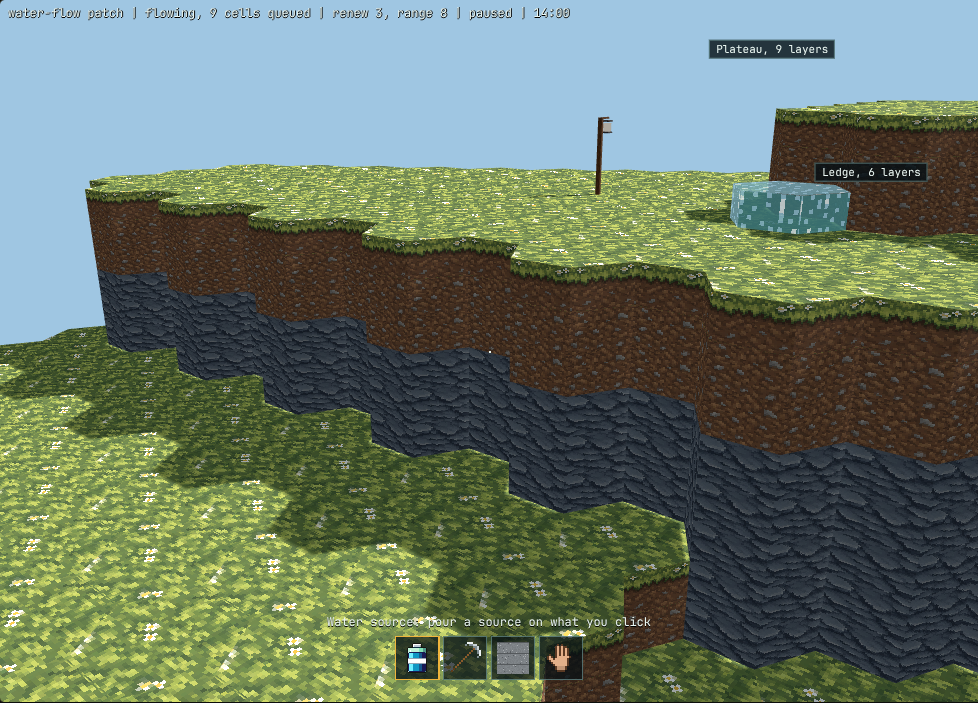 water-flow patch | flowing, 9 cells queued | renew 3, range 8 | paused | 14:00
Plateau, 9 layers
Ledge, 6 layers
Water source: pour a source on what you click